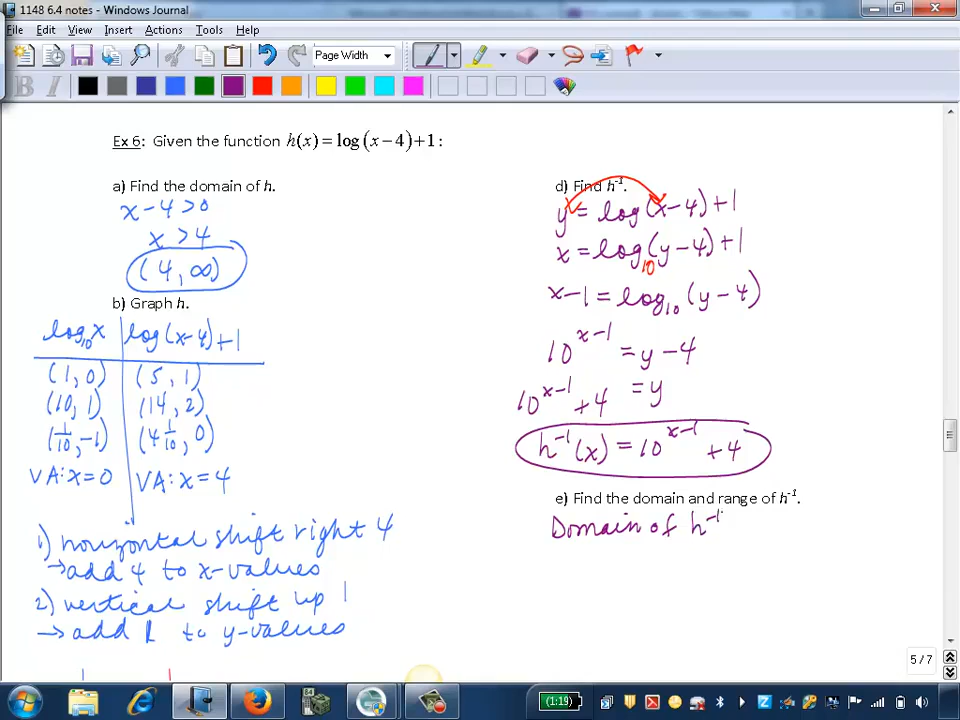 1148 6.4 notes - Windows Journal
File Edit View Insert Actions Tools Help
Page Width
B I
Ex 6: Given the function h(x) = log(x − 4) + 1:
a) Find the domain of h.
x − 4 > 0
x > 4
(4, ∞)
b) Graph h.
log₁₀x | log(x−4)+1
(1, 0) | (5, 1)
(10, 1) | (14, 2)
(1/10, −1) | (4 1/10, 0)
VA: x = 0 | VA: x = 4
1) horizontal shift right 4
→ add 4 to x-values
2) vertical shift up 1
→ add 1 to y-values
d) Find h⁻¹.
y = log(x − 4) + 1
x = log₁₀(y − 4) + 1
x − 1 = log₁₀(y − 4)
10^(x−1) = y − 4
10^(x−1) + 4 = y
h⁻¹(x) = 10^(x−1) + 4
e) Find the domain and range of h⁻¹.
Domain of h⁻¹
5 / 7
(1:19)